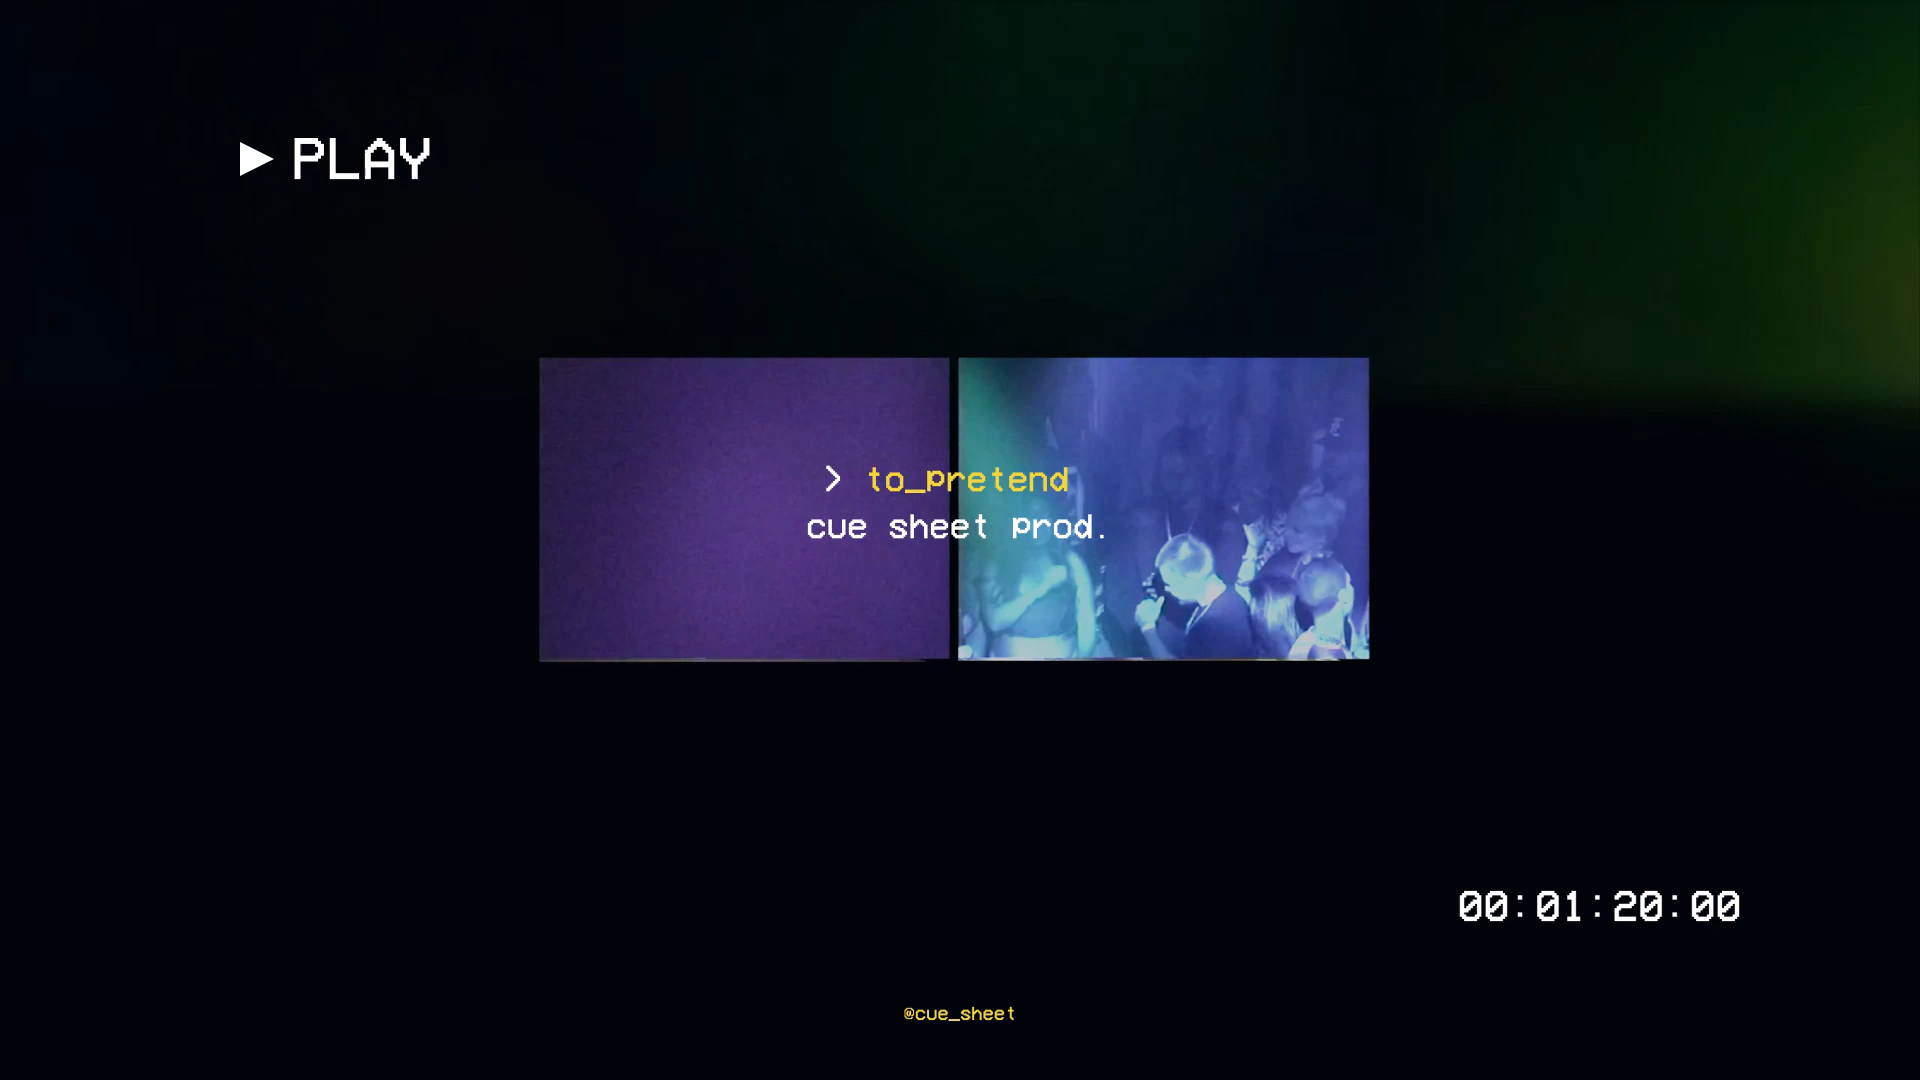 ▶ PLAY
> to_pretend
cue sheet prod.
00:01:20:00
@cue_sheet